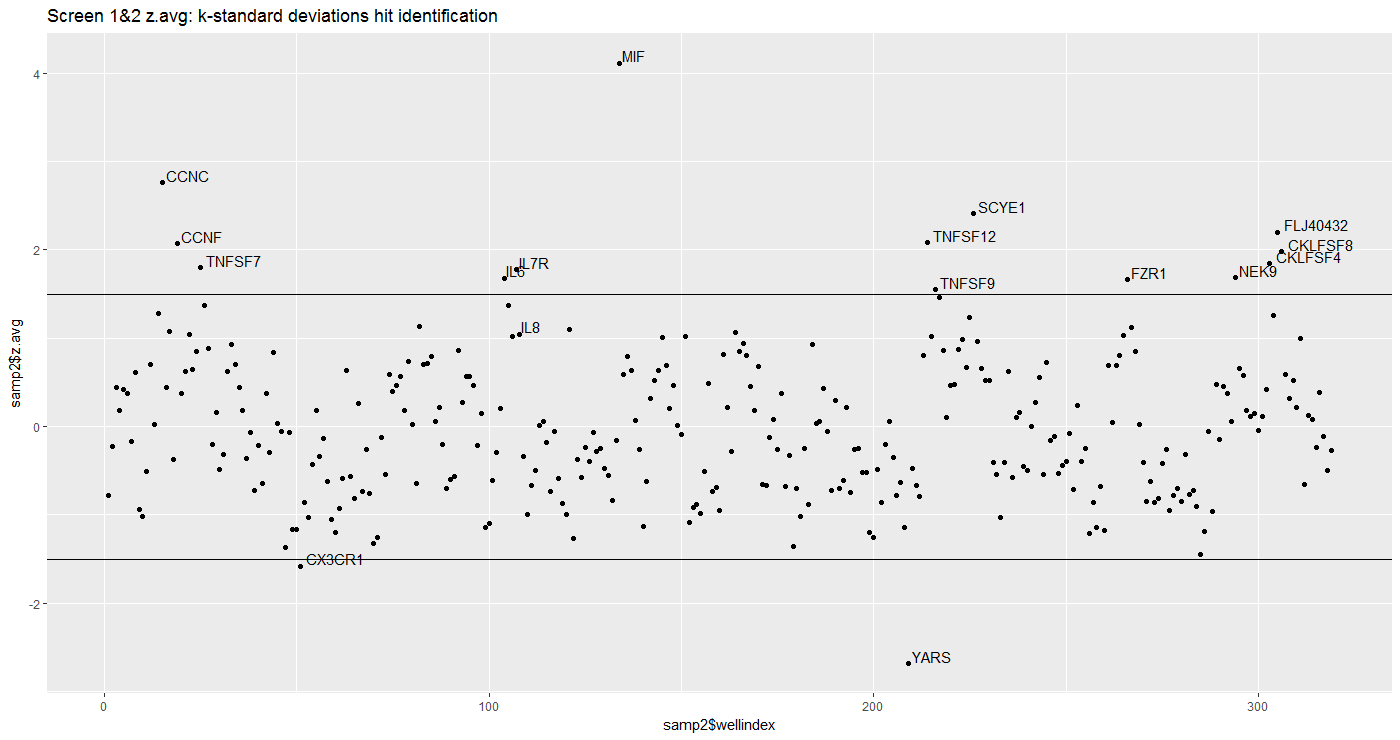 Screen 1&2 z.avg: k-standard deviations hit identification
MIF
CCNC
SCYE1
CCNF
TNFSF12
FLJ40432
CKLFSF8
TNFSF7
IL7R
IL6
CKLFSF4
FZR1
NEK9
TNFSF9
IL8
CX3CR1
YARS
4
2
0
-2
samp2$z.avg
0
100
200
300
samp2$wellindex